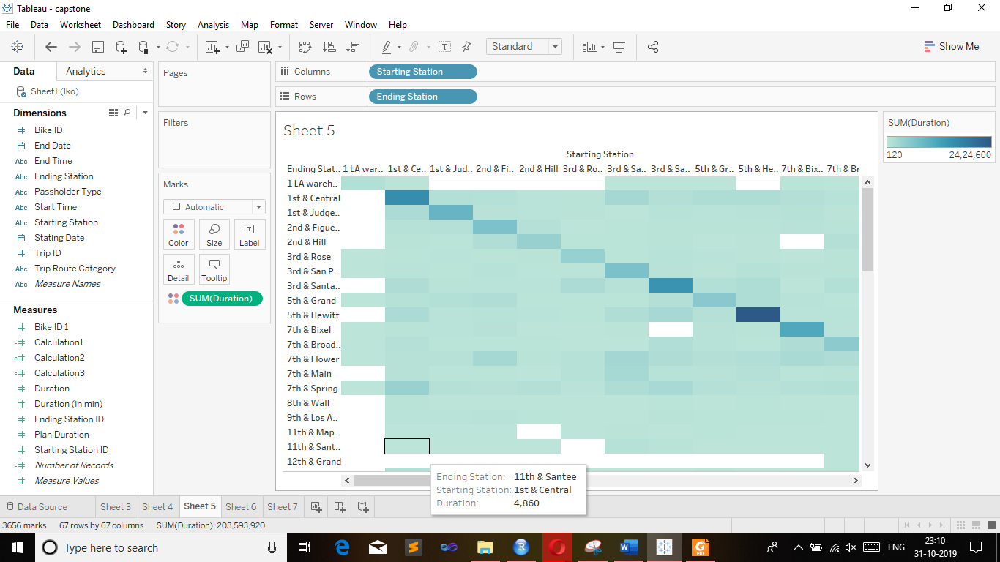 Tableau - capstone
File Data Worksheet Dashboard Story Analysis Map Format Server Window Help
Standard
Show Me
Data Analytics
Sheet1 (lko)
Dimensions
Bike ID
End Date
Abc End Time
Abc Ending Station
Abc Passholder Type
Abc Start Time
Abc Starting Station
Stating Date
Trip ID
Abc Trip Route Category
Abc Measure Names
Measures
Bike ID 1
Calculation1
Calculation2
Calculation3
Duration
Duration (in min)
Ending Station ID
Plan Duration
Starting Station ID
Number of Records
Measure Values
Pages
Filters
Marks
Automatic
Color Size Label
Detail Tooltip
SUM(Duration)
Columns Starting Station
Rows Ending Station
Sheet 5
Starting Station
Ending Stat.. 1 LA war.. 1st & Ce.. 1st & Jud.. 2nd & Fi.. 2nd & Hill 3rd & Ro.. 3rd & Sa.. 3rd & Sa.. 5th & Gr.. 5th & He.. 7th & Bix.. 7th & Br
1 LA wareh..
1st & Central
1st & Judge..
2nd & Figue..
2nd & Hill
3rd & Rose
3rd & San P..
3rd & Santa..
5th & Grand
5th & Hewitt
7th & Bixel
7th & Broad..
7th & Flower
7th & Main
7th & Spring
8th & Wall
9th & Los A..
11th & Map..
11th & Sant..
12th & Grand
Ending Station: 11th & Santee
Starting Station: 1st & Central
Duration: 4,860
SUM(Duration)
120 24,24,600
Data Source Sheet 3 Sheet 4 Sheet 5 Sheet 6 Sheet 7
3656 marks 67 rows by 67 columns SUM(Duration): 203,593,920
Type here to search
ENG
23:10
31-10-2019